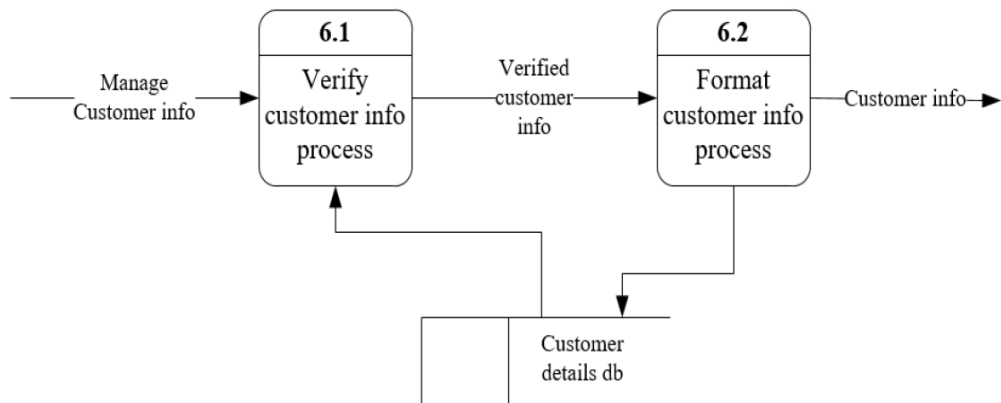 6.1
Verify
customer info
process
6.2
Format
customer info
process
Manage
Customer info
Verified
customer
info
Customer info
Customer
details db